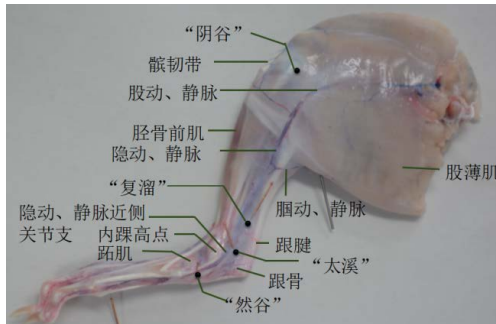 “阴谷”
髌韧带
股动、静脉
胫骨前肌
隐动、静脉
股薄肌
“复溜”
腘动、静脉
隐动、静脉近侧
关节支
内踝高点
跖肌
跟腱
“太溪”
跟骨
“然谷”